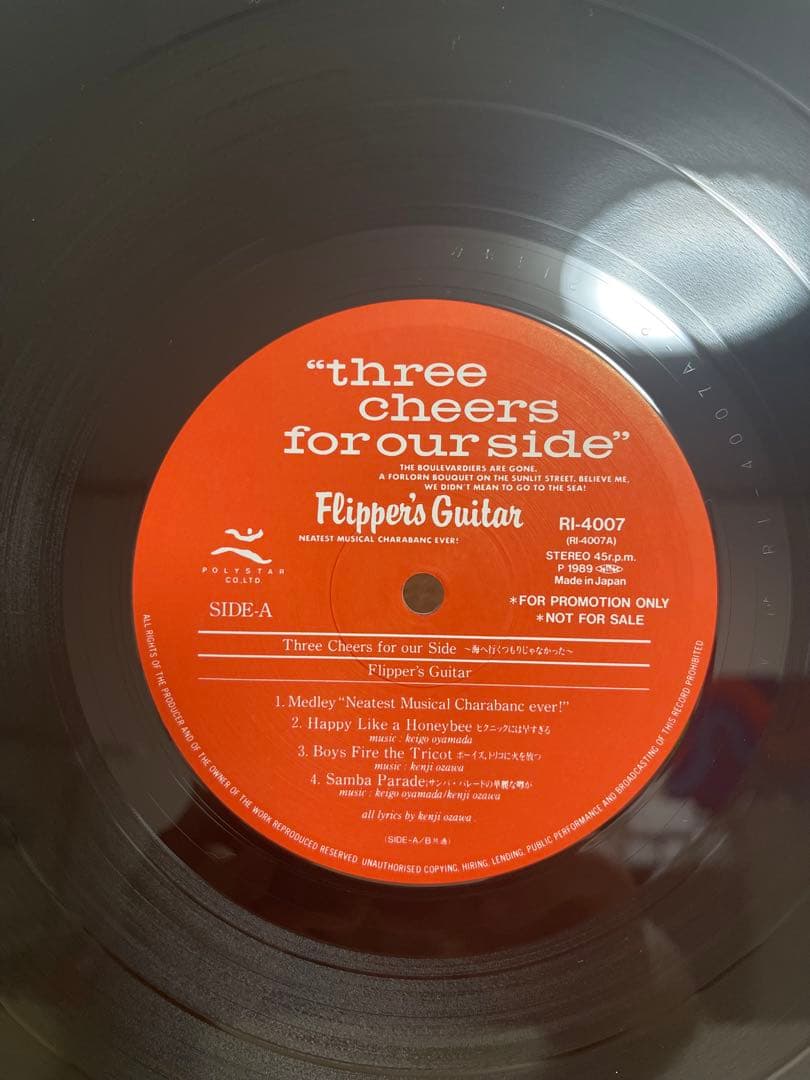 “three
cheers
for our side”
THE BOULEVARDIERS ARE GONE.
A FORLORN BOUQUET ON THE SUNLIT STREET. BELIEVE ME,
WE DIDN'T MEAN TO GO TO THE SEA!
Flipper's Guitar
NEATEST MUSICAL CHARABANC EVER!
RI-4007
(RI-4007A)
STEREO 45r.p.m.
P 1989
Made in Japan
POLYSTAR
CO.,LTD.
SIDE-A
*FOR PROMOTION ONLY
*NOT FOR SALE
Three Cheers for our Side ~海へ行くつもりじゃなかった~
Flipper's Guitar
1. Medley “Neatest Musical Charabanc ever!”
2. Happy Like a Honeybee ピクニックには早すぎる
music : keigo oyamada
3. Boys Fire the Tricot ボーイズ、トリコに火を放つ
music : kenji ozawa
4. Samba Parade サンバ・パレードの華麗な噂が
music : keigo oyamada/kenji ozawa
all lyrics by kenji ozawa
(SIDE-A/B共通)
ALL RIGHTS OF THE PRODUCER AND OF THE OWNER OF THE WORK REPRODUCED RESERVED. UNAUTHORISED COPYING, HIRING, LENDING, PUBLIC PERFORMANCE AND BROADCASTING OF THIS RECORD PROHIBITED
RI-4007A